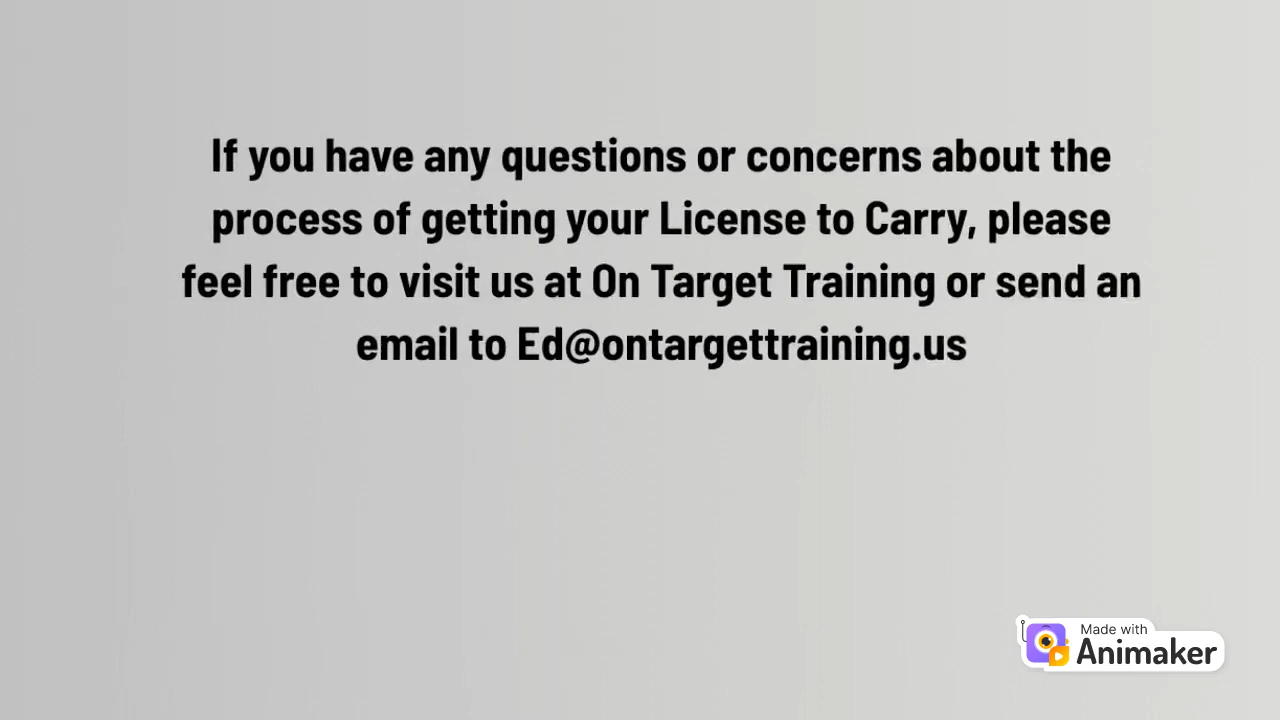 If you have any questions or concerns about the
process of getting your License to Carry, please
feel free to visit us at On Target Training or send an
email to Ed@ontargettraining.us
Made with
Animaker